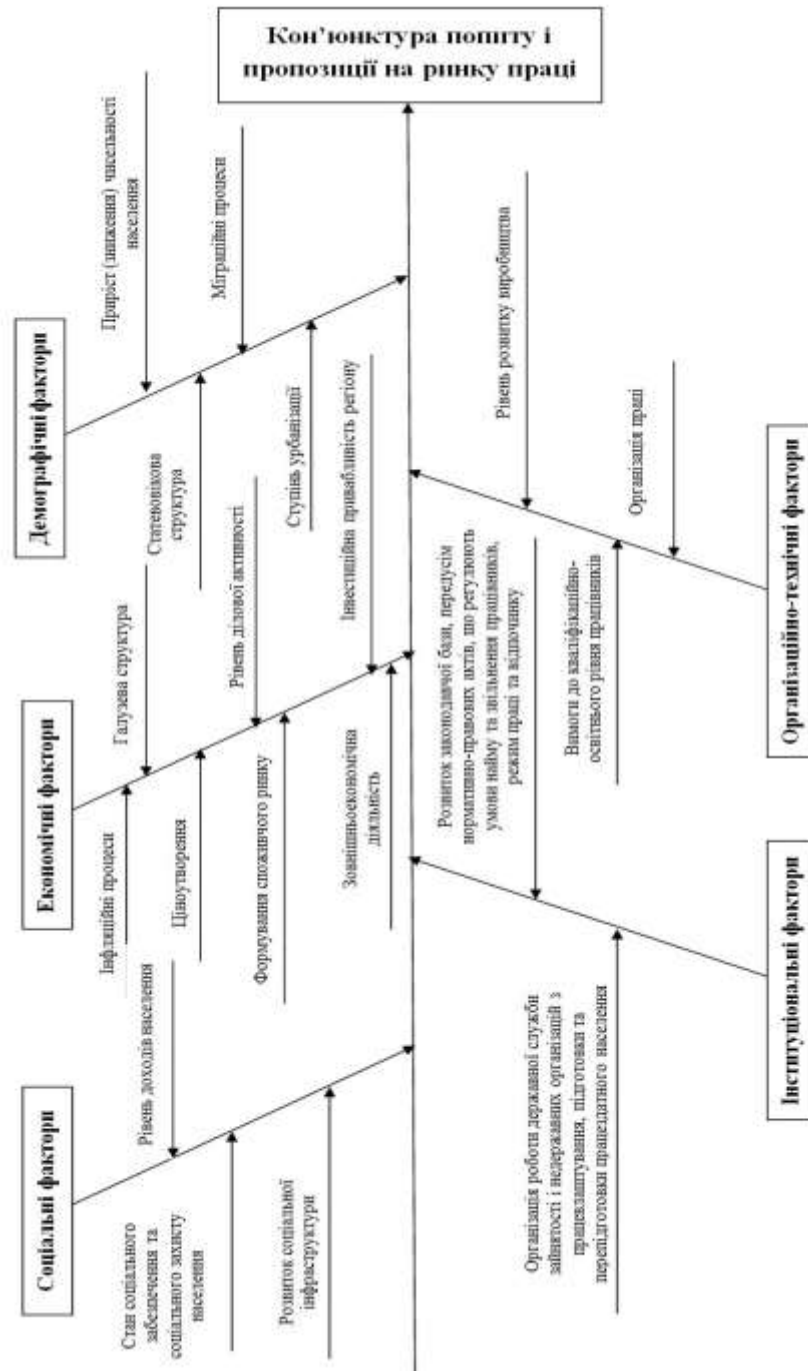 Кон’юнктура попиту і
пропозиції на ринку праці
Соціальні фактори
Економічні фактори
Демографічні фактори
Рівень доходів населення
Стан соціального
забезпечення та
соціального захисту
населення
Розвиток соціальної
інфраструктури
Інфляційні процеси
Галузева структура
Ціноутворення
Рівень ділової активності
Формування споживчого ринку
Інвестиційна привабливість регіону
Зовнішньоекономічна
діяльність
Приріст (зниження) чисельності
населення
Статевовікова
структура
Міграційні процеси
Ступінь урбанізації
Розвиток законодавчої бази, передусім
нормативно-правових актів, що регулюють
умови найму та звільнення працівників,
режим праці та відпочинку
Організація роботи державної служби
зайнятості і недержавних організацій з
працевлаштування, підготовки та
перепідготовки працездатного населення
Рівень розвитку виробництва
Вимоги до кваліфікаційно-
освітнього рівня працівників
Організація праці
Інституціональні фактори
Організаційно-технічні фактори